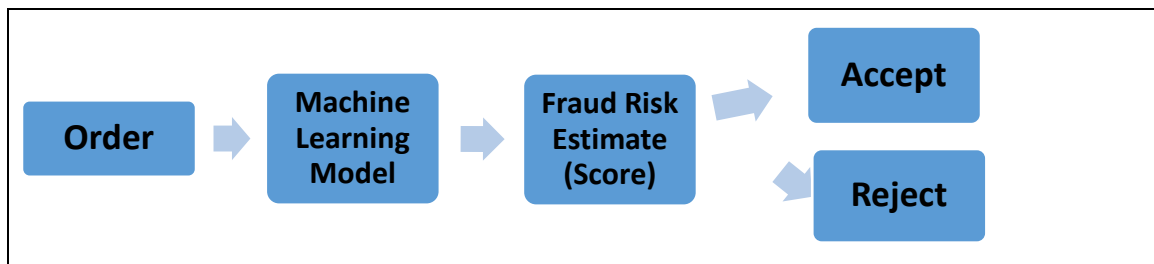 Order
Machine
Learning
Model
Fraud Risk
Estimate
(Score)
Accept
Reject